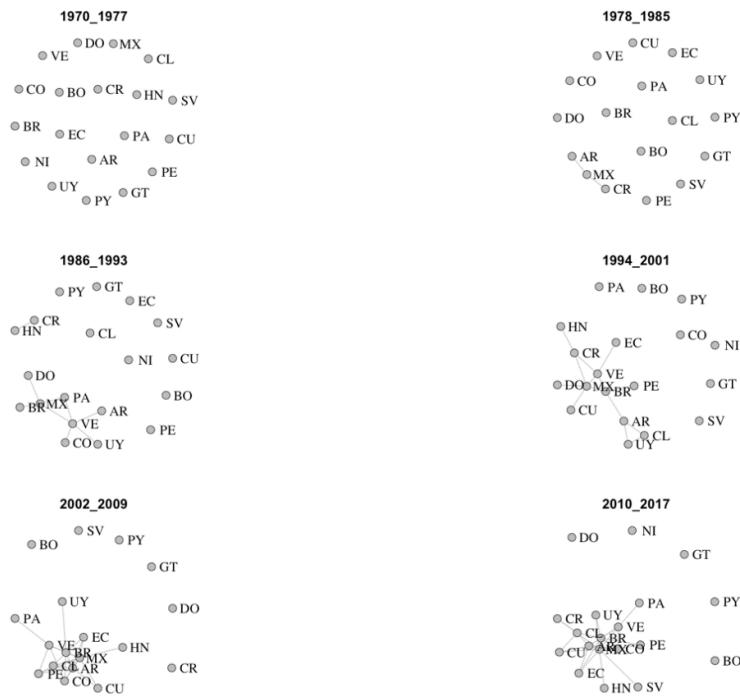 1970_1977
DO MX
VE CL
CO BO CR HN SV
BR EC PA CU
NI AR PE
UY GT
PY
1978_1985
CU
VE EC
CO PA UY
DO BR CL PY
AR BO GT
MX
CR SV
PE
1986_1993
PY GT
EC
CR SV
HN CL
NI CU
DO
PA BO
BR MX AR
VE PE
CO UY
1994_2001
PA BO
PY
HN
CR EC CO NI
VE
DO MX BR PE GT
CU
AR SV
CL
UY
2002_2009
SV
BO PY
GT
UY DO
PA
VE EC HN
BR MX
PE CL AR CR
CO CU
2010_2017
DO NI
GT
PA PY
CR UY
CL VE
BR
CU AR MX CO PE
BO
EC
HN SV